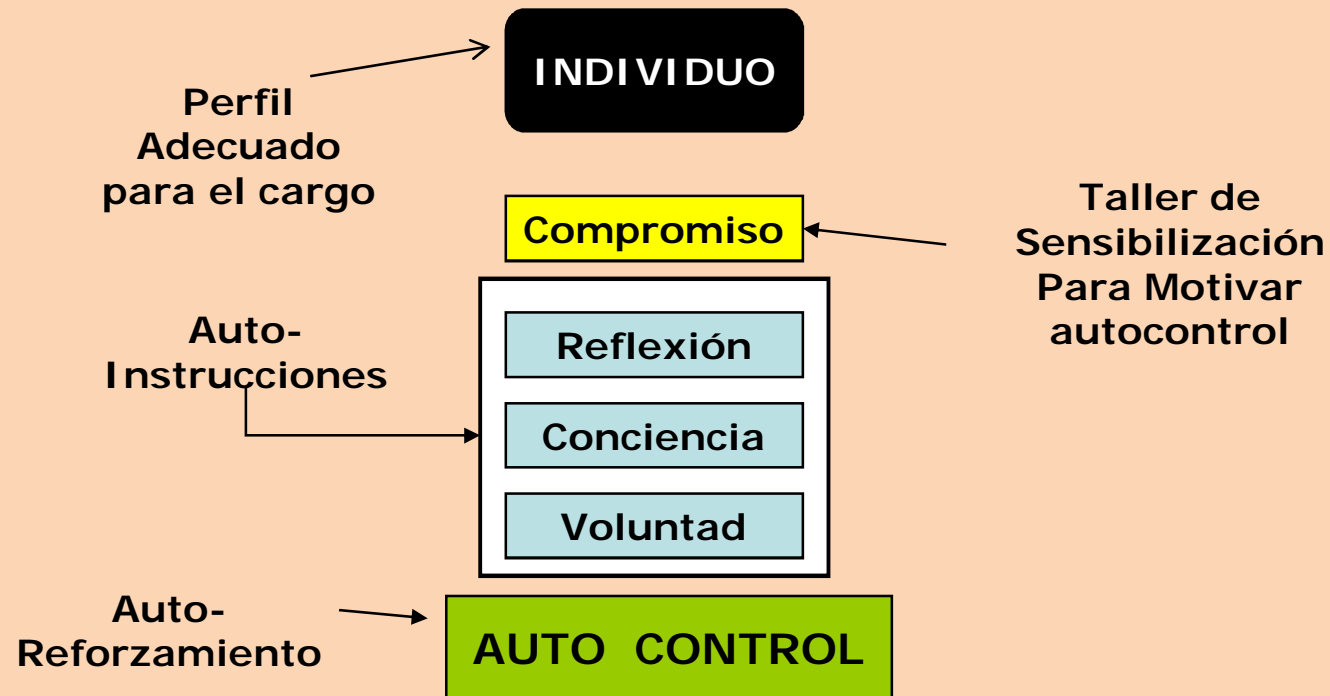 INDIVIDUO
Perfil
Adecuado
para el cargo
Compromiso
Taller de
Sensibilización
Para Motivar
autocontrol
Auto-
Instrucciones
Reflexión
Conciencia
Voluntad
Auto-
Reforzamiento
AUTO CONTROL